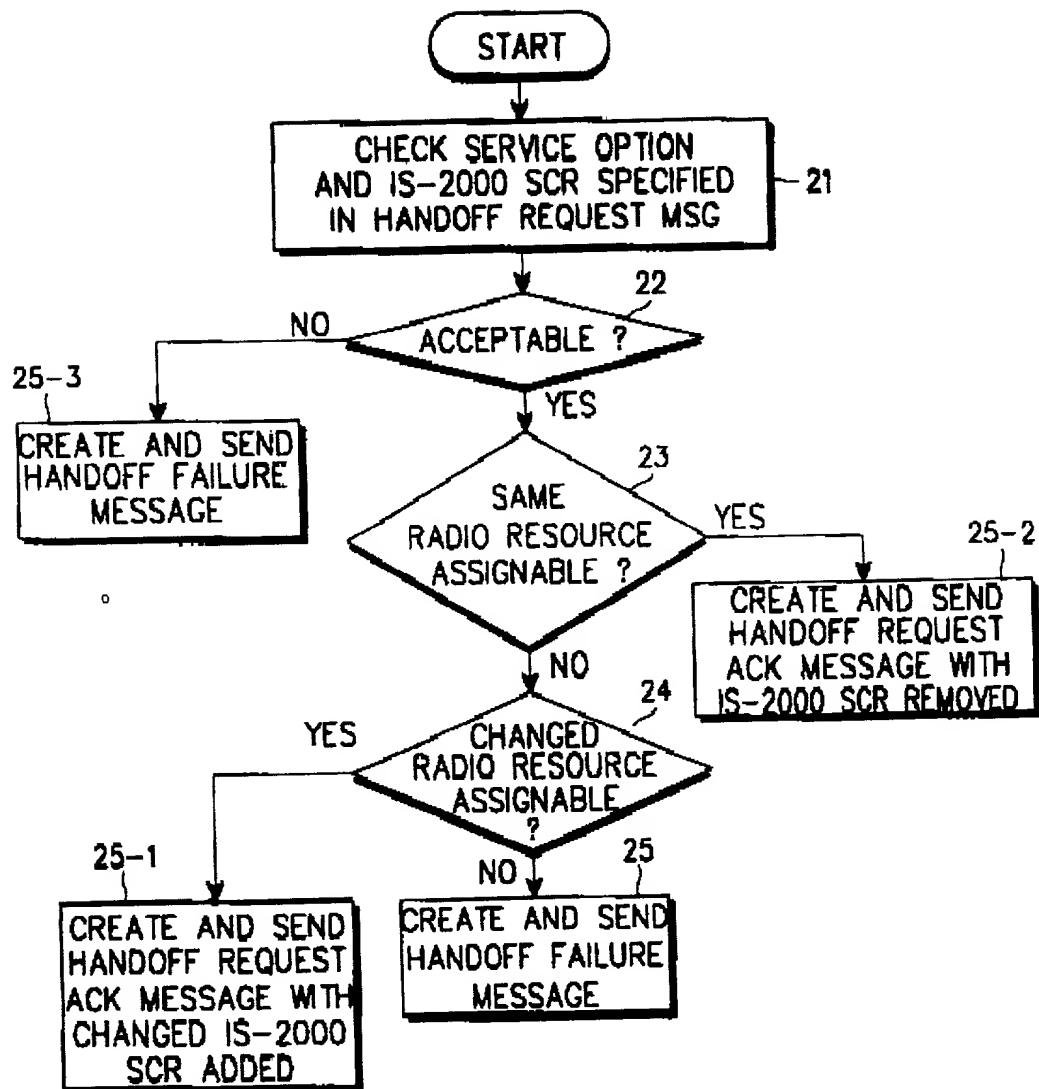 START
CHECK SERVICE OPTION
AND IS-2000 SCR SPECIFIED
IN HANDOFF REQUEST MSG
21
22
NO
ACCEPTABLE ?
25-3
YES
CREATE AND SEND
HANDOFF FAILURE
MESSAGE
23
SAME
RADIO RESOURCE
ASSIGNABLE ?
YES
25-2
CREATE AND SEND
HANDOFF REQUEST
ACK MESSAGE WITH
IS-2000 SCR REMOVED
NO
24
YES
CHANGED
RADIO RESOURCE
ASSIGNABLE
?
25-1
NO
25
CREATE AND SEND
HANDOFF REQUEST
ACK MESSAGE WITH
CHANGED IS-2000
SCR ADDED
CREATE AND SEND
HANDOFF FAILURE
MESSAGE